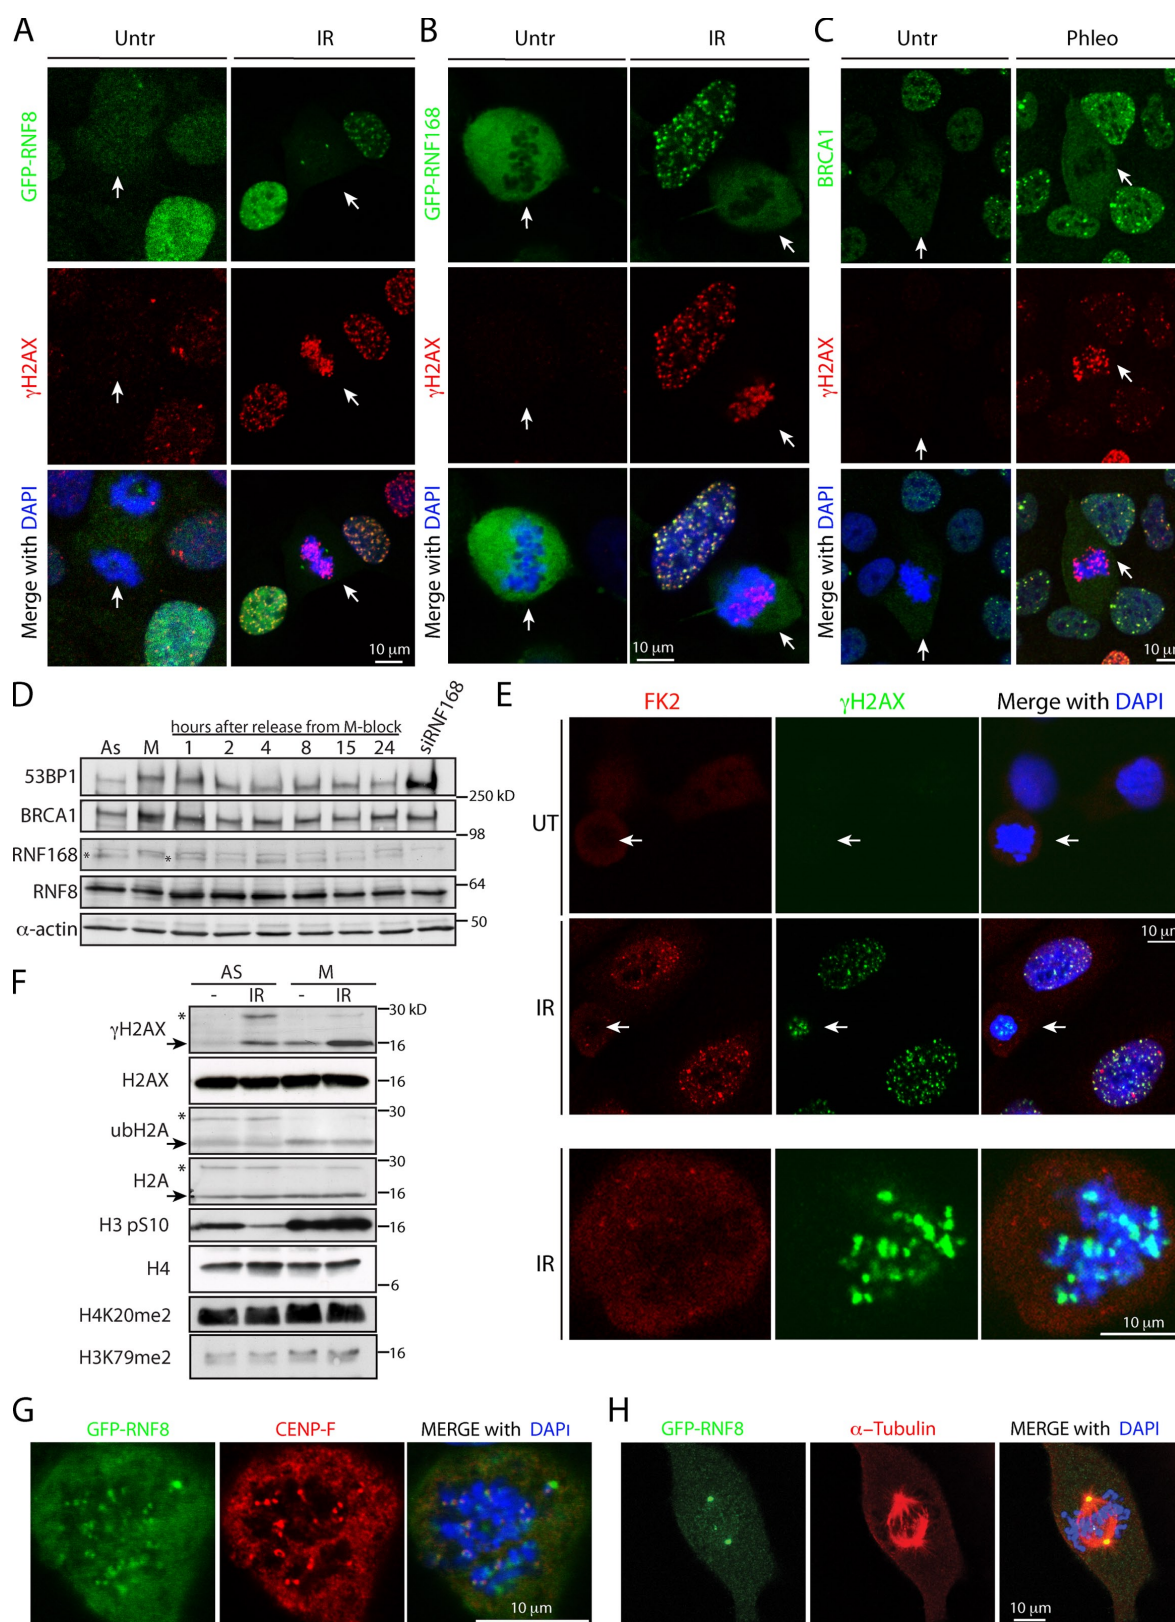 A
Untr
IR
GFP-RNF8
γH2AX
Merge with DAPI
10 μm
B
Untr
IR
GFP-RNF168
γH2AX
Merge with DAPI
10 μm
C
Untr
Phleo
BRCA1
γH2AX
Merge with DAPI
10 μm
D
hours after release from M-block
As M 1 2 4 8 15 24 siRNF168
53BP1
250 kD
BRCA1
98
RNF168
* *
RNF8
64
α-actin
50
E
FK2 γH2AX Merge with DAPI
UT
IR
10 μm
IR
10 μm
F
AS M
- IR - IR
γH2AX
*
30 kD
16
H2AX
16
ubH2A
*
30
16
H2A
*
30
16
H3 pS10
16
H4
6
H4K20me2
H3K79me2
16
G
GFP-RNF8 CENP-F MERGE with DAPI
10 μm
H
GFP-RNF8 α-Tubulin MERGE with DAPI
10 μm